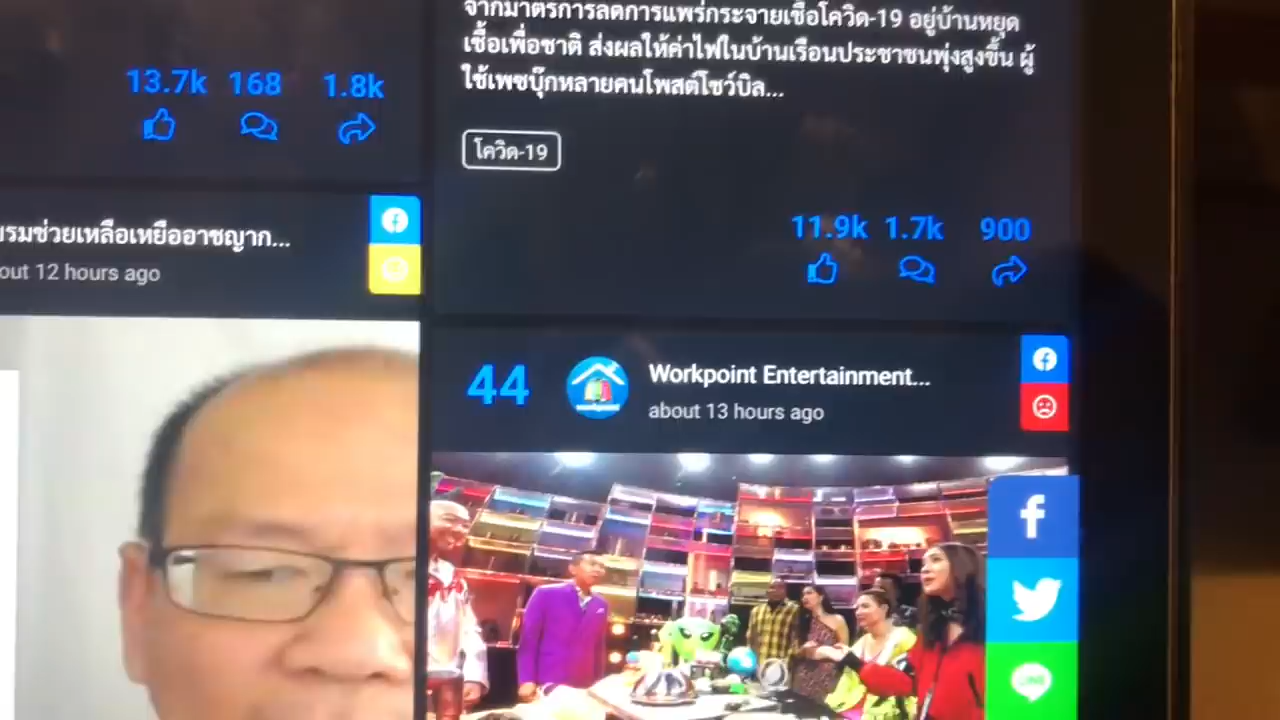 จากมาตรการลดการแพร่กระจายเชื้อโควิด-19 อยู่บ้านหยุด
เชื้อเพื่อชาติ ส่งผลให้ค่าไฟในบ้านเรือนประชาชนพุ่งสูงขึ้น ผู้
ใช้เพซบุ๊กหลายคนโพสต์โชว์บิล...
โควิด-19
13.7k 168 1.8k
11.9k 1.7k 900
รมช่วยเหลือเหยื่ออาชญาก...
out 12 hours ago
44
Workpoint Entertainment...
about 13 hours ago
LINE